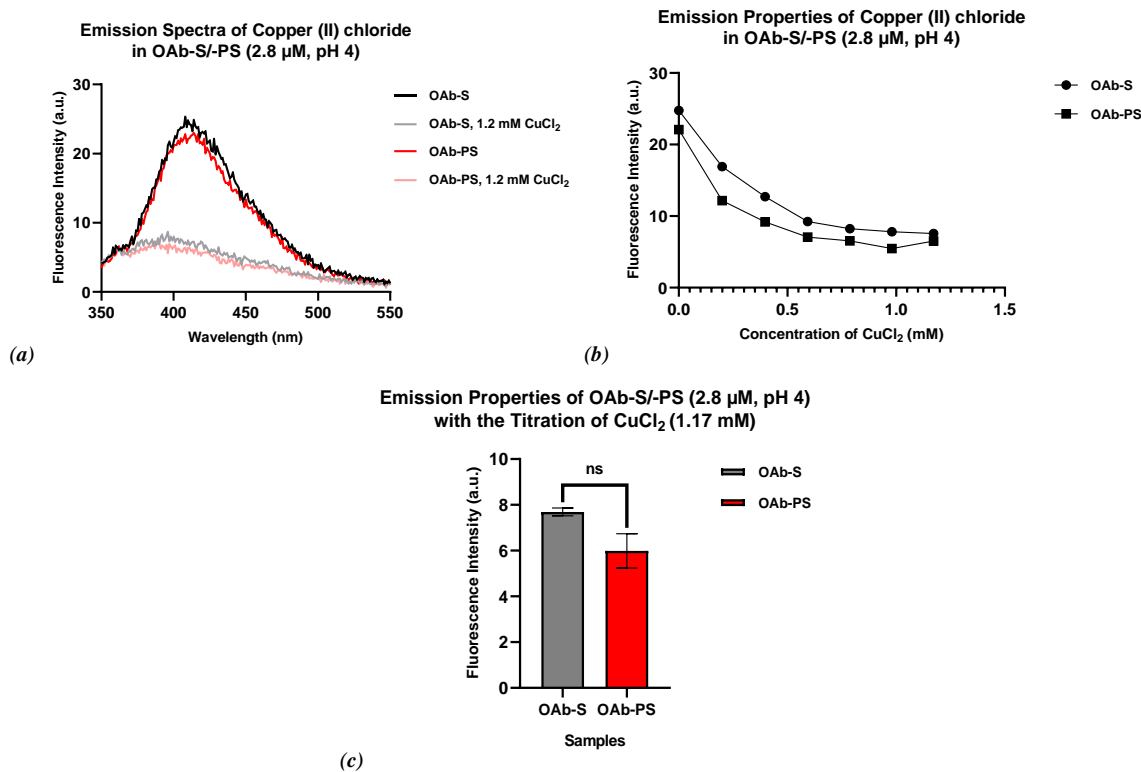 Emission Spectra of Copper (II) chloride
in OAb-S/-PS (2.8 µM, pH 4)
Fluorescence Intensity (a.u.)
30
20
10
0
350
400
450
500
550
Wavelength (nm)
OAb-S
OAb-S, 1.2 mM CuCl₂
OAb-PS
OAb-PS, 1.2 mM CuCl₂
(a)
Emission Properties of Copper (II) chloride
in OAb-S/-PS (2.8 µM, pH 4)
Fluorescence Intensity (a.u.)
30
20
10
0
0.0
0.5
1.0
1.5
Concentration of CuCl₂ (mM)
OAb-S
OAb-PS
(b)
Emission Properties of OAb-S/-PS (2.8 µM, pH 4)
with the Titration of CuCl₂ (1.17 mM)
Fluorescence Intensity (a.u.)
10
8
6
4
2
0
ns
OAb-S
OAb-PS
Samples
OAb-S
OAb-PS
(c)